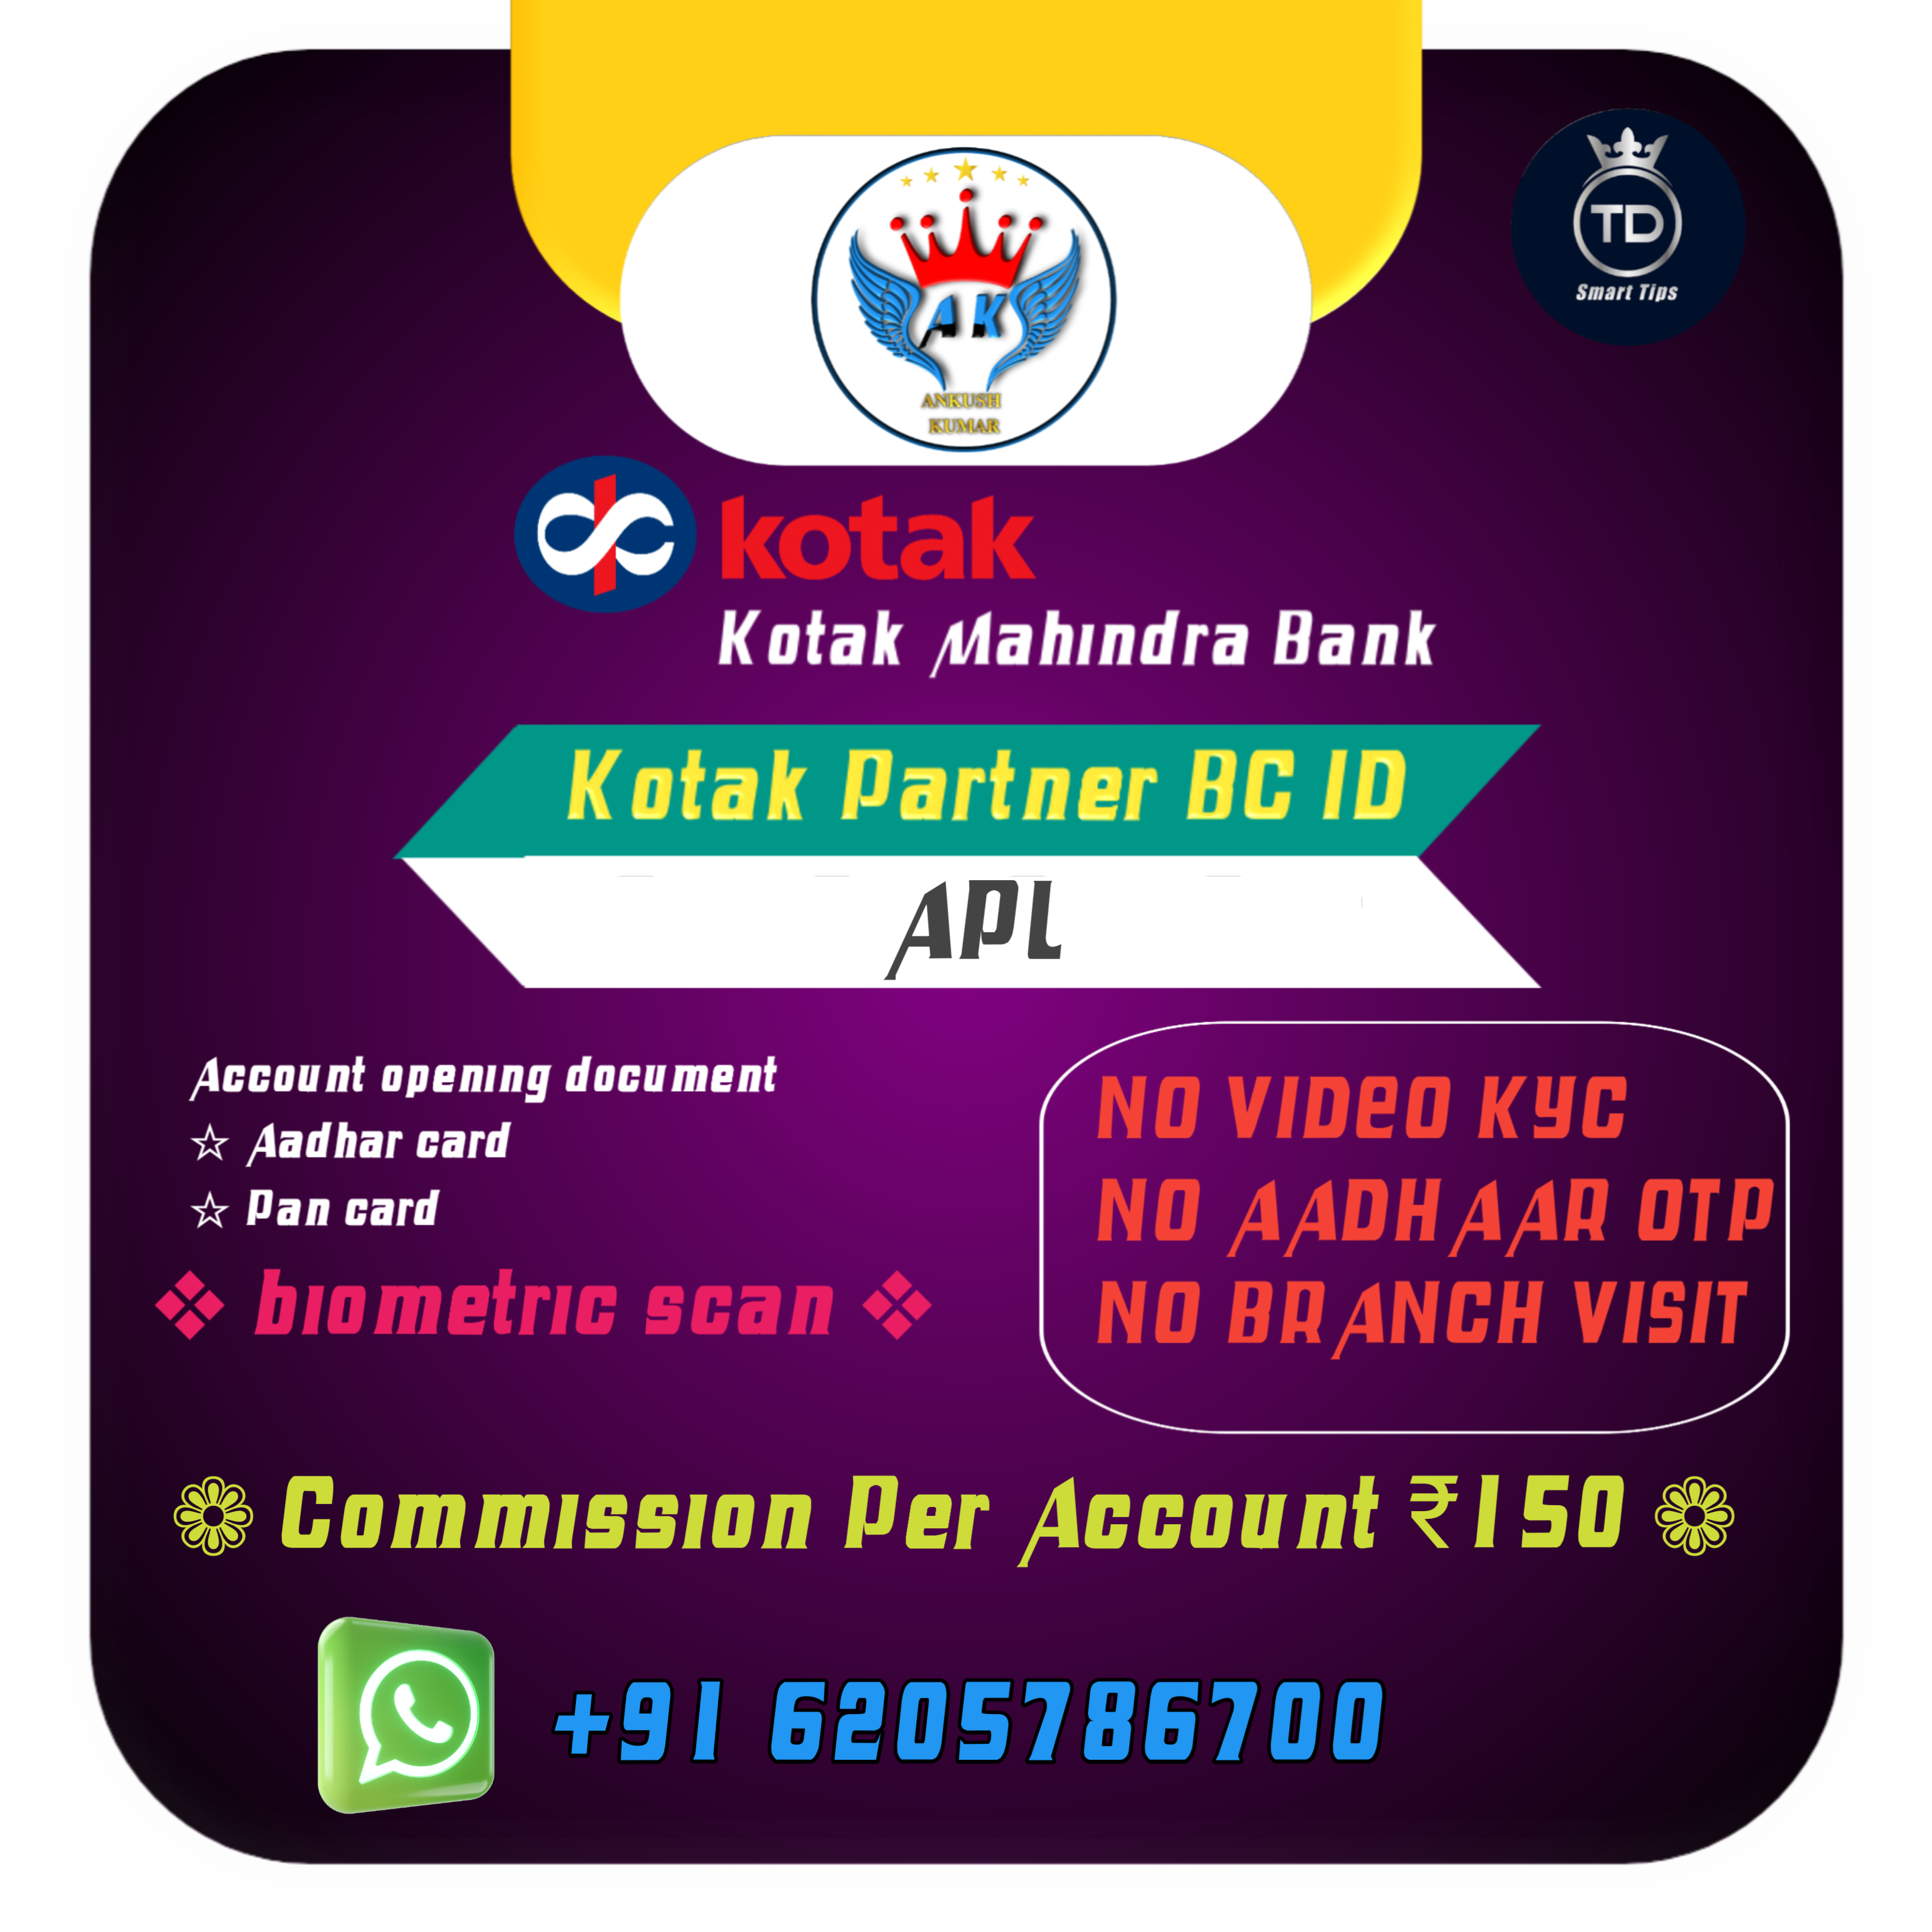 TD
Smart Tips
A K
ANKUSH
KUMAR
kotak
Kotak Mahindra Bank
Kotak Partner BC ID
APL
Account opening document
☆ Aadhar card
☆ Pan card
❖ biometric scan ❖
NO VIDEO KYC
NO AADHAAR OTP
NO BRANCH VISIT
❁ Commission Per Account ₹150 ❁
+91 6205786700